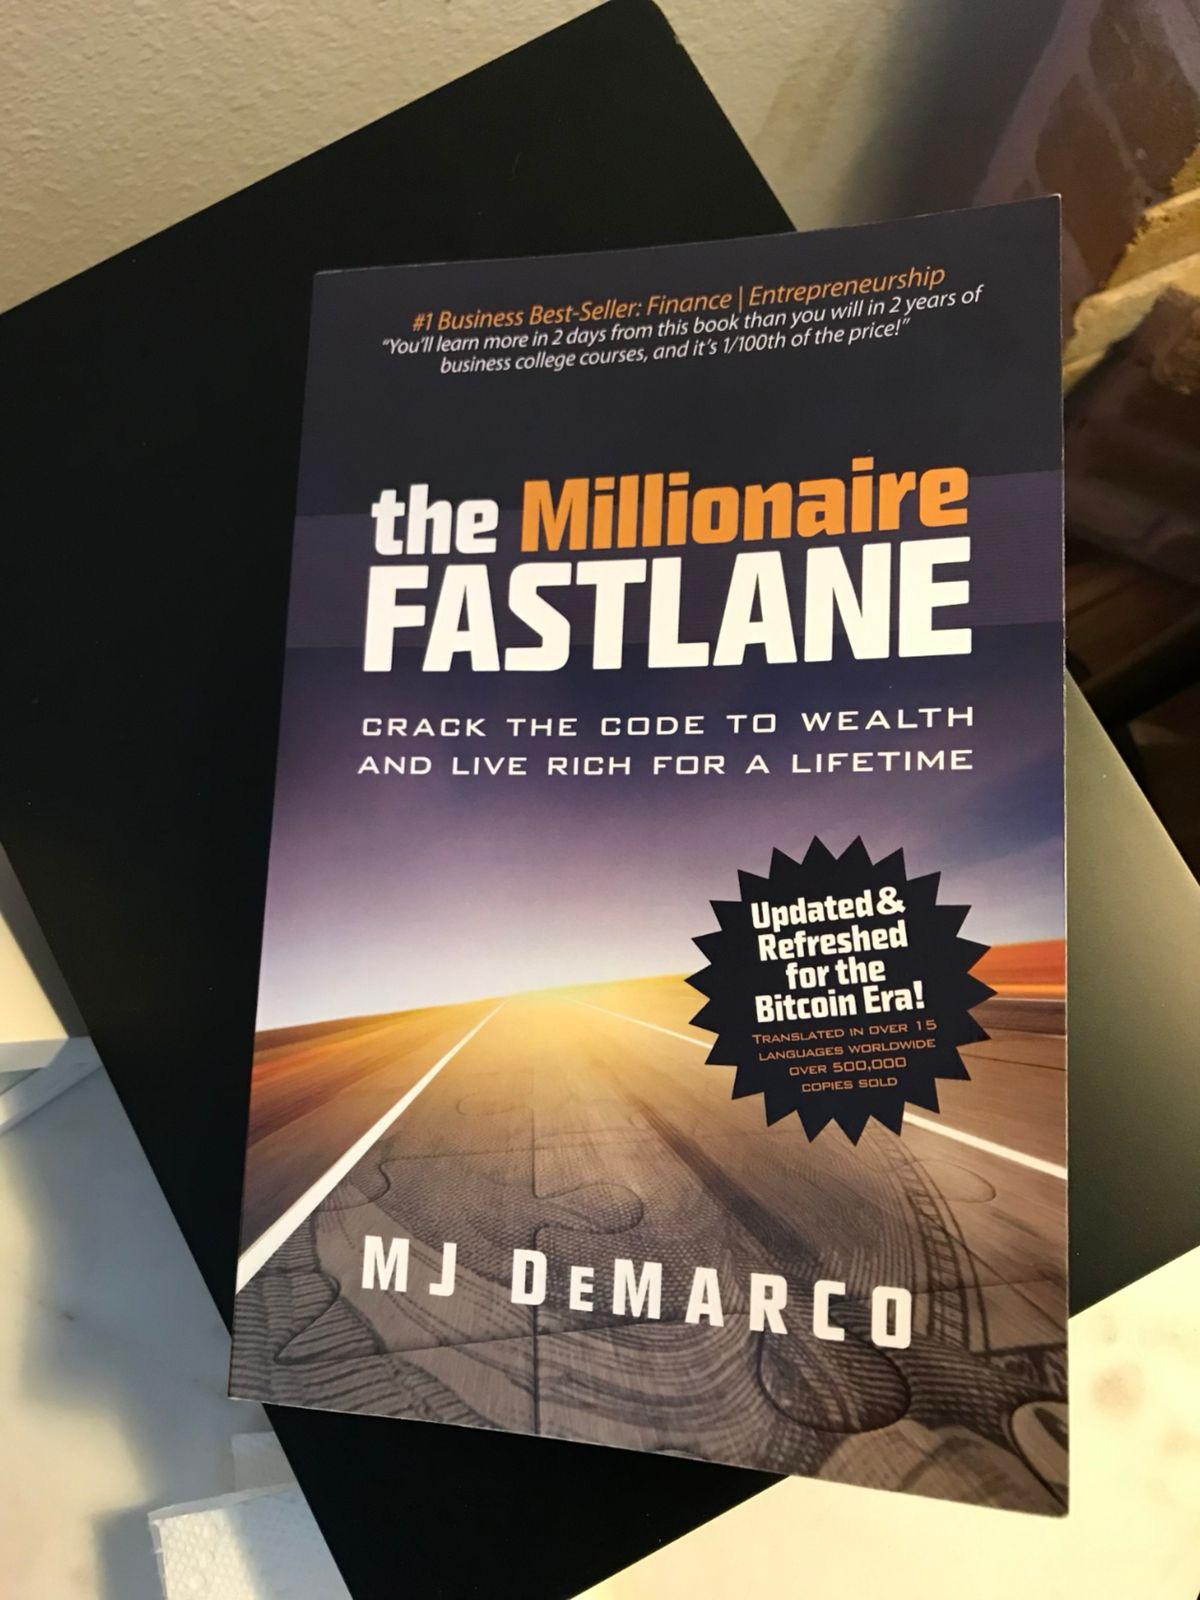 #1 Business Best-Seller: Finance | Entrepreneurship
"You'll learn more in 2 days from this book than you will in 2 years of
business college courses, and it's 1/100th of the price!"
the Millionaire
FASTLANE
CRACK THE CODE TO WEALTH
AND LIVE RICH FOR A LIFETIME
Updated &
Refreshed
for the
Bitcoin Era!
TRANSLATED IN OVER 15
LANGUAGES WORLDWIDE
OVER 500,000
COPIES SOLD
MJ DeMARCO